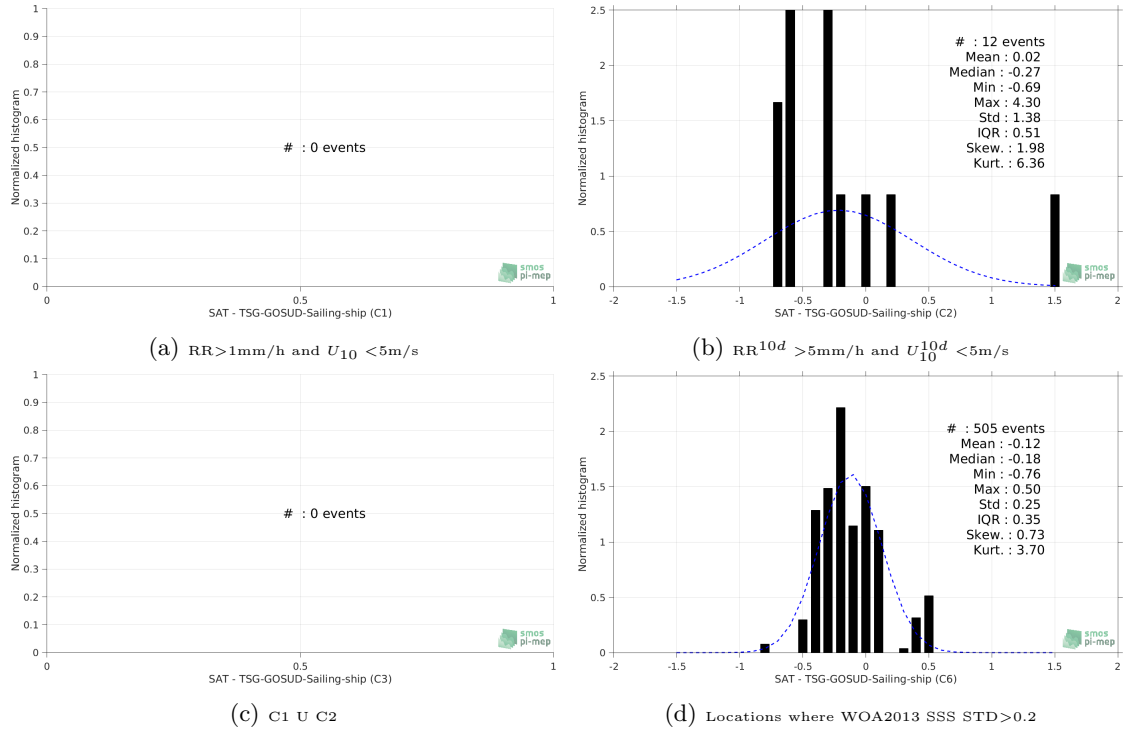 1
0.9
0.8
0.7
0.6
0.5
0.4
0.3
0.2
0.1
0
Normalized histogram
# : 0 events
smos
pi-mep
0 0.5 1
SAT - TSG-GOSUD-Sailing-ship (C1)
(a) RR>1mm/h and U10 <5m/s
2.5
2
1.5
1
0.5
0
Normalized histogram
# : 12 events
Mean : 0.02
Median : -0.27
Min : -0.69
Max : 4.30
Std : 1.38
IQR : 0.51
Skew. : 1.98
Kurt. : 6.36
smos
pi-mep
-2 -1 -0.5 0 0.5 1 1.5 2
SAT - TSG-GOSUD-Sailing-ship (C2)
(b) RR10d >5mm/h and U10d10 <5m/s
1
0.9
0.8
0.7
0.6
0.5
0.4
0.3
0.2
0.1
0
Normalized histogram
# : 0 events
smos
pi-mep
0 0.5 1
SAT - TSG-GOSUD-Sailing-ship (C3)
(c) C1 U C2
2.5
2
1.5
1
0.5
0
Normalized histogram
# : 505 events
Mean : -0.12
Median : -0.18
Min : -0.76
Max : 0.50
Std : 0.25
IQR : 0.35
Skew. : 0.73
Kurt. : 3.70
smos
pi-mep
-2 -1 -0.5 0 0.5 1 1.5 2
SAT - TSG-GOSUD-Sailing-ship (C6)
(d) Locations where WOA2013 SSS STD>0.2